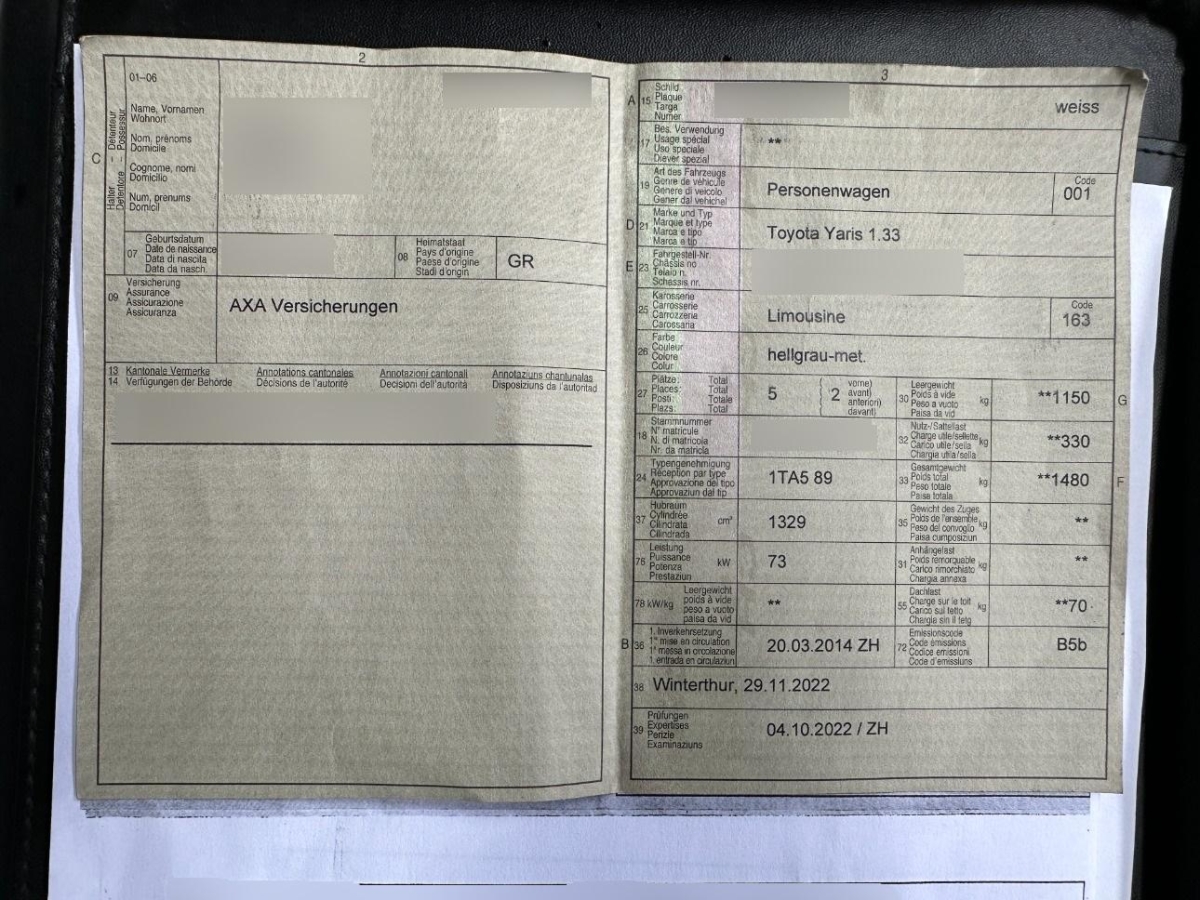 2
01–06
Name, Vornamen
Wohnort
Nom, prénoms
Domicile
Cognome, nomi
Domicilio
Num, prenums
Domicil
C
Halter – Détenteur
Detentore – Possessur
07
Geburtsdatum
Date de naissance
Data di nascita
Data da nasch.
08
Heimatstaat
Pays d'origine
Paese d'origine
Stadi d'origin
GR
09
Versicherung
Assurance
Assicurazione
Assicuranza
AXA Versicherungen
13 Kantonale Vermerke Annotations cantonales Annotazioni cantonali Annotaziuns chantunalas
14 Verfügungen der Behörde Décisions de l'autorité Decisioni dell'autorità Disposiziuns da l'autoritad
3
A 15
Schild
Plaque
Targa
Numer
weiss
17
Bes. Verwendung
Usage spécial
Uso speciale
Diever spezial
**
19
Art des Fahrzeugs
Genre de véhicule
Genere di veicolo
Gener dal vehichel
Personenwagen
Code
001
D 21
Marke und Typ
Marque et type
Marca e tipo
Marca e tip
Toyota Yaris 1.33
E 23
Fahrgestell-Nr.
Châssis no
Telaio n.
Schassis nr.
25
Karosserie
Carrosserie
Carrozzeria
Carossaria
Limousine
Code
163
26
Farbe
Couleur
Colore
Colur
hellgrau-met.
27
Plätze: Total
Places: Total
Posti: Totale
Plazs: Total
5
2
vorne)
avant)
anteriori)
davant)
30
Leergewicht
Poids à vide
Peso a vuoto
Paisa da vid
kg
**1150
G
18
Stammnummer
N° matricule
N. di matricola
Nr. da matricla
32
Nutz-/Sattellast
Charge utile/sellette
Carico utile/sella
Chargia utila/sella
kg
**330
24
Typengenehmigung
Réception par type
Approvazione del tipo
Approvaziun dal tip
1TA5 89
33
Gesamtgewicht
Poids total
Peso totale
Paisa totala
kg
**1480
F
37
Hubraum
Cylindrée
Cilindrata
Cilindrada
cm³
1329
35
Gewicht des Zuges
Poids de l'ensemble
Peso del convoglio
Paisa cumposiziun
kg
**
76
Leistung
Puissance
Potenza
Prestaziun
kW
73
31
Anhängelast
Poids remorquable
Carico rimorchiato
Chargia annexa
kg
**
78 kW/kg
Leergewicht
poids à vide
peso a vuoto
paisa da vid
**
55
Dachlast
Charge sur le toit
Carico sul tetto
Chargia sin il tetg
kg
**70
B 36
1. Inverkehrsetzung
1re mise en circulation
1a messa in circolazione
1. entrada en circulaziun
20.03.2014 ZH
72
Emissionscode
Code émissions
Codice emissioni
Code d'emissiuns
B5b
38 Winterthur, 29.11.2022
39
Prüfungen
Expertises
Perizie
Examinaziuns
04.10.2022 / ZH